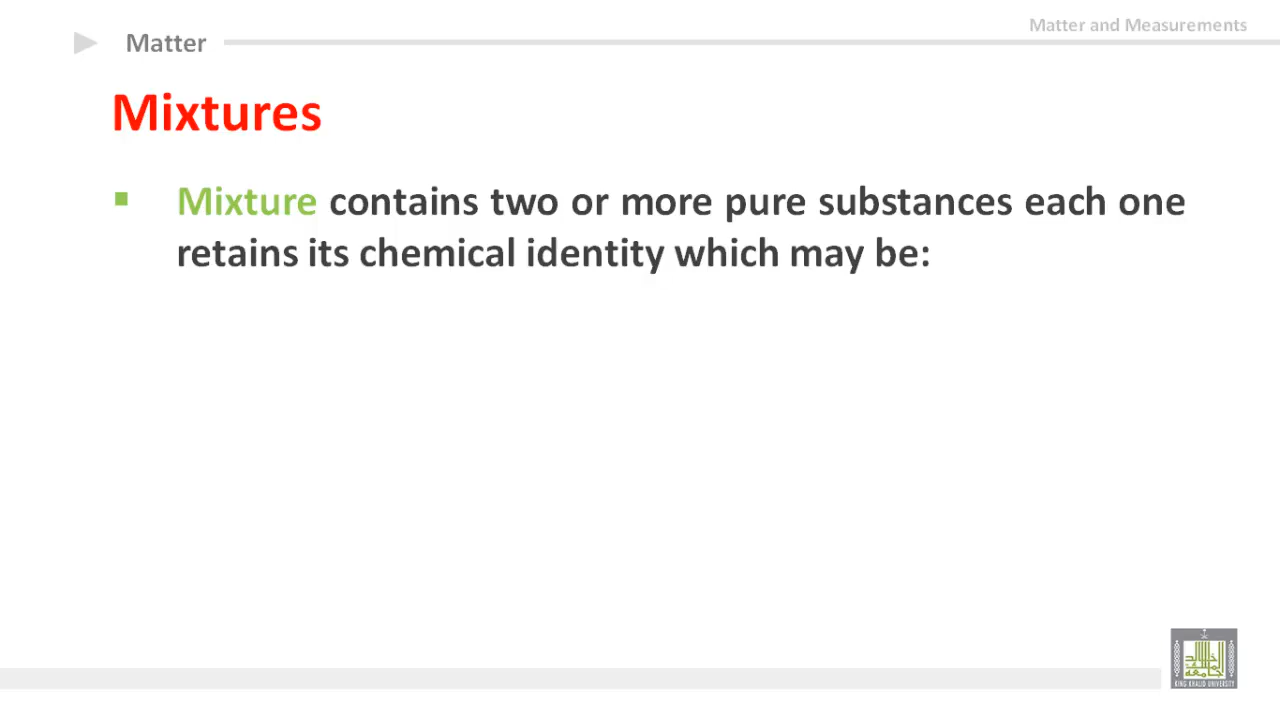 Matter and Measurements
Matter
Mixtures
▪ Mixture contains two or more pure substances each one
retains its chemical identity which may be:
KING KHALID UNIVERSITY